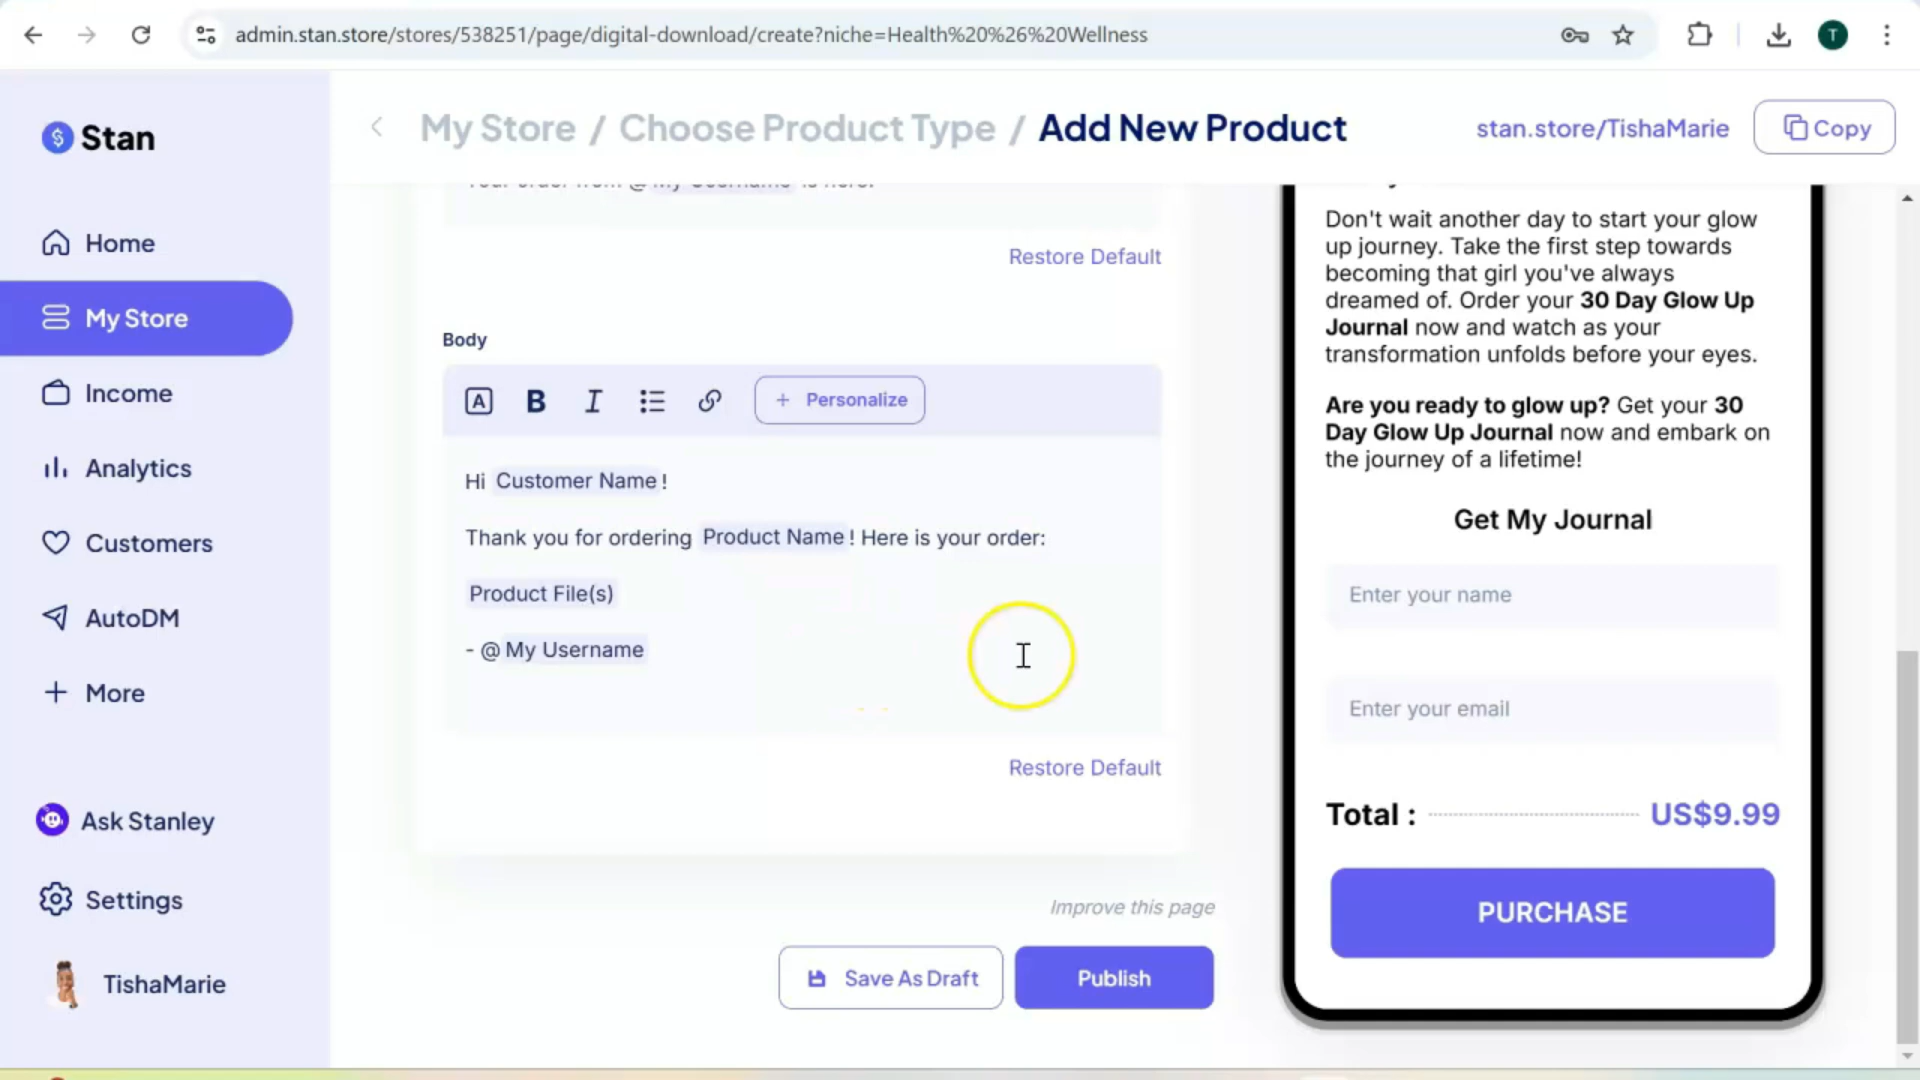 admin.stan.store/stores/538251/page/digital-download/create?niche=Health%20%26%20Wellness
T
Stan
My Store / Choose Product Type / Add New Product
stan.store/TishaMarie
Copy
Home
My Store
Income
Analytics
Customers
AutoDM
More
Ask Stanley
Settings
TishaMarie
Your order from @ My Username is here!
Restore Default
Body
A B I
+ Personalize
Hi Customer Name !
Thank you for ordering Product Name ! Here is your order:
Product File(s)
- @ My Username
Restore Default
Improve this page
Save As Draft
Publish
Don't wait another day to start your glow
up journey. Take the first step towards
becoming that girl you've always
dreamed of. Order your 30 Day Glow Up
Journal now and watch as your
transformation unfolds before your eyes.
Are you ready to glow up? Get your 30
Day Glow Up Journal now and embark on
the journey of a lifetime!
Get My Journal
Enter your name
Enter your email
Total :
US$9.99
PURCHASE